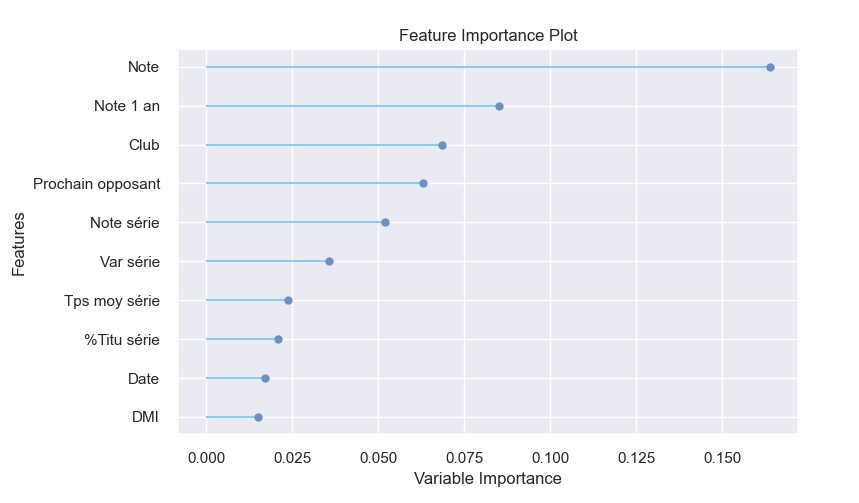 Feature Importance Plot
Features
Note
Note 1 an
Club
Prochain opposant
Note série
Var série
Tps moy série
%Titu série
Date
DMI
0.000 0.025 0.050 0.075 0.100 0.125 0.150
Variable Importance